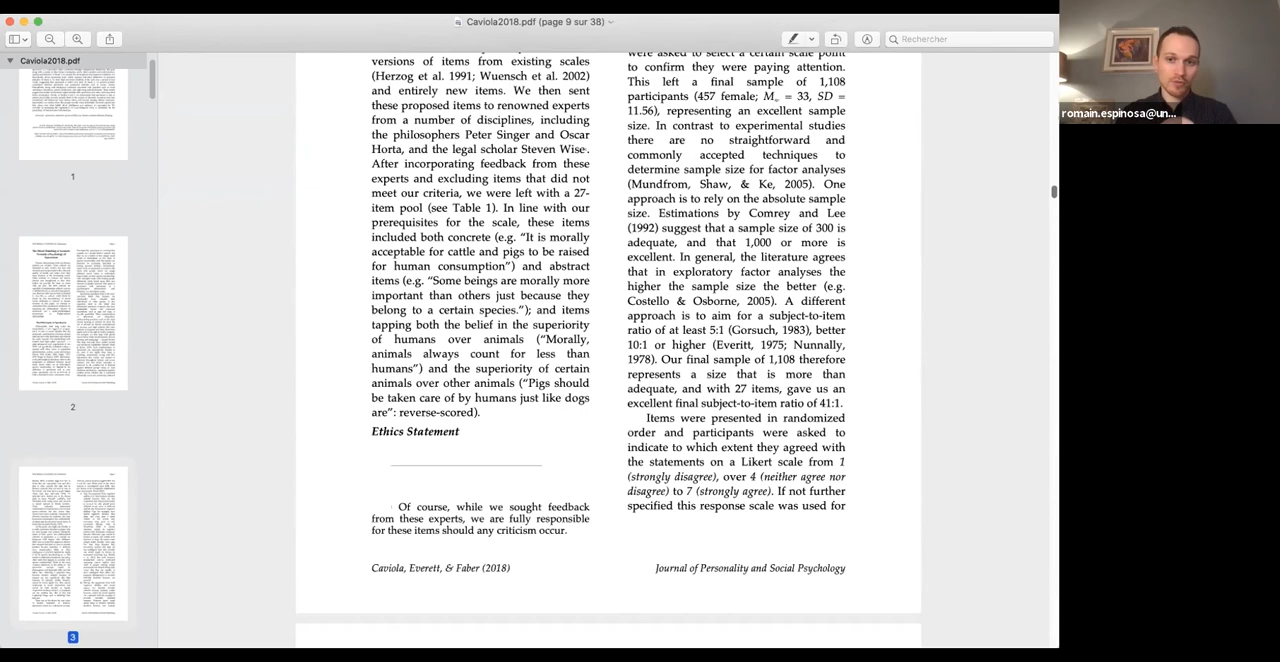 Caviola2018.pdf (page 9 sur 38)
Rechercher
Caviola2018.pdf
1
2
3
versions of items from existing scales
(Herzog et al. 1991; Wuensch et al. 2002)
and entirely new items. We then sent
these proposed items renowned experts
from a number of disciplines, including
the philosophers Peter Singer and Oscar
Horta, and the legal scholar Steven Wise.
After incorporating feedback from these
experts and excluding items that did not
meet our criteria, we were left with a 27-
item pool (see Table 1). In line with our
prerequisites for the scale, these items
included both concrete (e.g. “It is morally
acceptable for cattle and pigs to be raised
for human consumption”) and abstract
items (e.g. “Some beings are morally more
important than others just because they
belong to a certain species.”); and items
tapping both the belief in the superiority
of humans over animals (“Morally,
animals always count for less than
humans”) and the superiority of certain
animals over other animals (“Pigs should
be taken care of by humans just like dogs
are”: reverse-scored).
Ethics Statement
Of course, whilst we sought feedback
from these experts, we are fully responsible
for these items should any criticism occur.
Caviola, Everett, & Faber (2018)
were asked to select a certain scale point
to confirm they were paying attention.
This left a final sample of 1,108
participants (457 female; M = 33, SD =
11.56), representing an excellent sample
size. In contrast to experimental studies
there are no straightforward and
commonly accepted techniques to
determine sample size for factor analyses
(Mundfrom, Shaw, & Ke, 2005). One
approach is to rely on the absolute sample
size. Estimations by Comrey and Lee
(1992) suggest that a sample size of 300 is
adequate, and that 1,000 or more is
excellent. In general, the literature agrees
that in exploratory factor analyses the
higher the sample size the better (e.g.
Costello & Osborne, 2005). A different
approach is to aim for a subject-to-item
ratio of at least 5:1 (Gorsuch, 1983), better
10:1 or higher (Everitt, 1975; Nunnally,
1978). Our final sample of 1,108 therefore
represents a size that is more than
adequate, and with 27 items, gave us an
excellent final subject-to-item ratio of 41:1.
Items were presented in randomized
order and participants were asked to
indicate to which extent they agreed with
the statements on a Likert scale from 1
(strongly disagree), over 4 (neither agree nor
disagree) to 7 (strongly agree). If not further
specified this response scale was used for
Journal of Personality and Social Psychology
romain.espinosa@un...